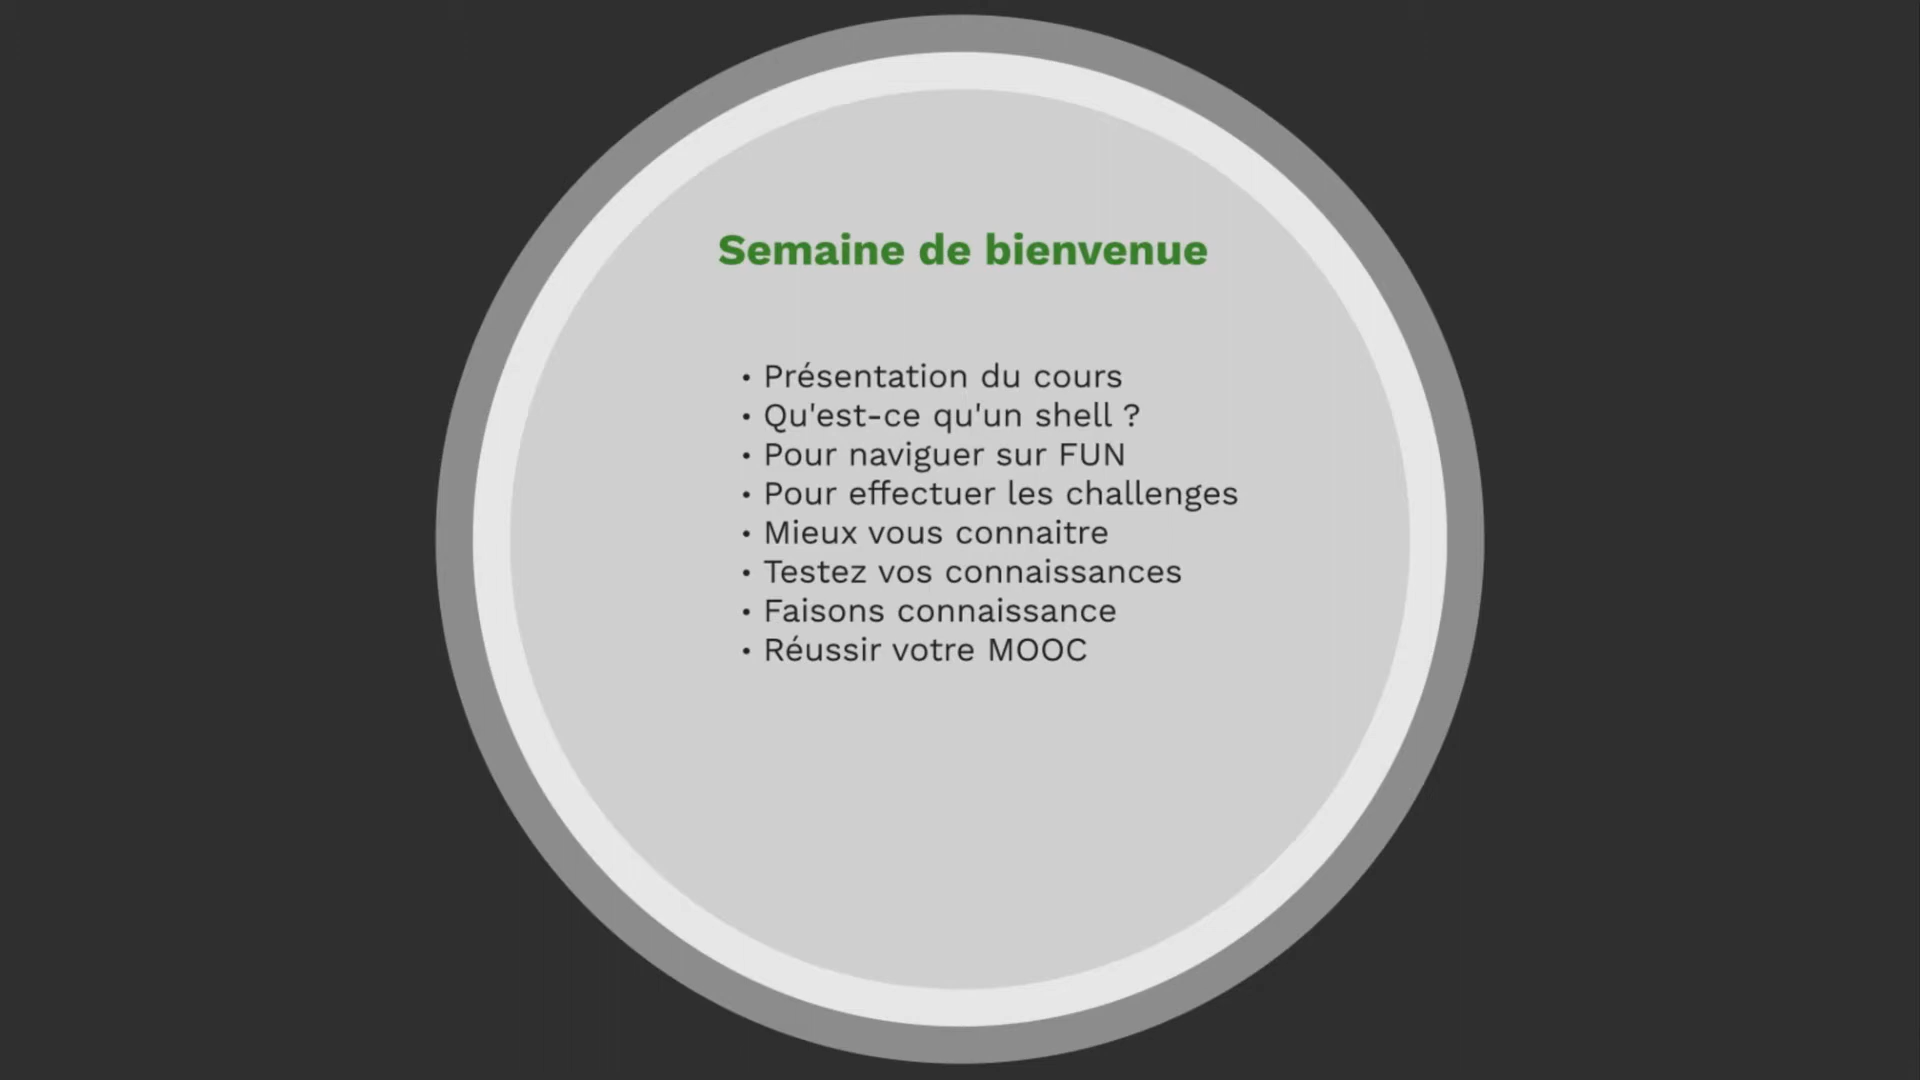 Semaine de bienvenue
• Présentation du cours
• Qu'est-ce qu'un shell ?
• Pour naviguer sur FUN
• Pour effectuer les challenges
• Mieux vous connaitre
• Testez vos connaissances
• Faisons connaissance
• Réussir votre MOOC